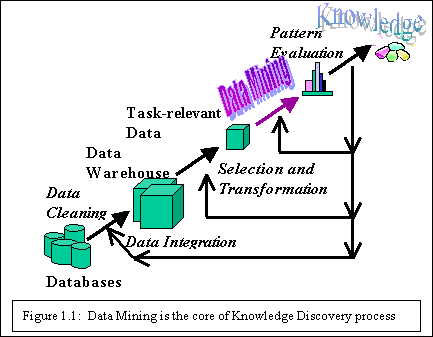 Knowledge
Pattern
Evaluation
Data Mining
Task-relevant
Data
Data
Warehouse
Selection and
Transformation
Data
Cleaning
Data Integration
Databases
Figure 1.1: Data Mining is the core of Knowledge Discovery process